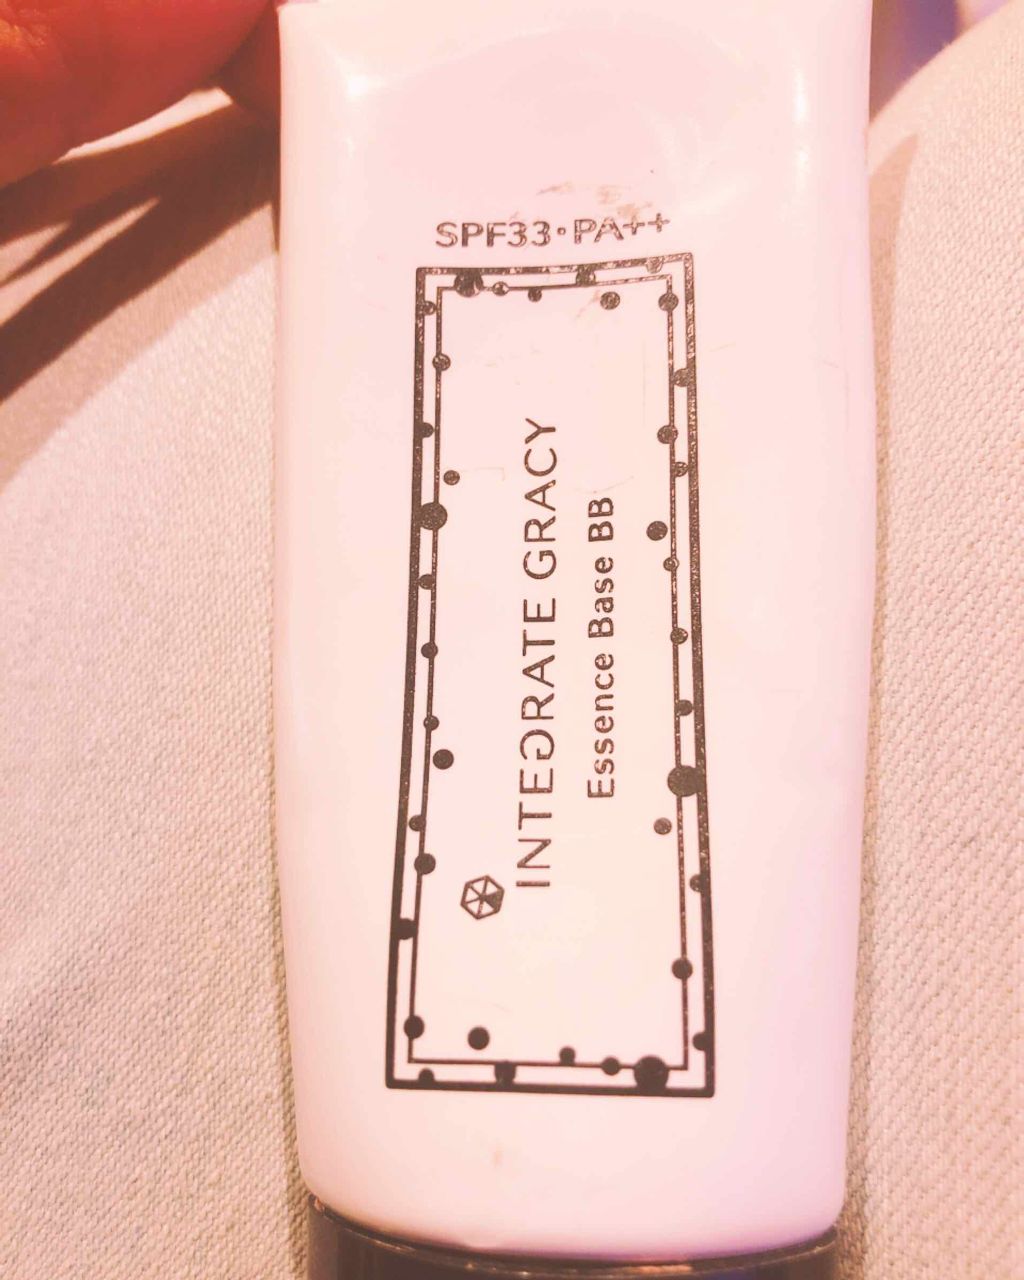 SPF33・PA++
INTEGRATE GRACY
Essence Base BB